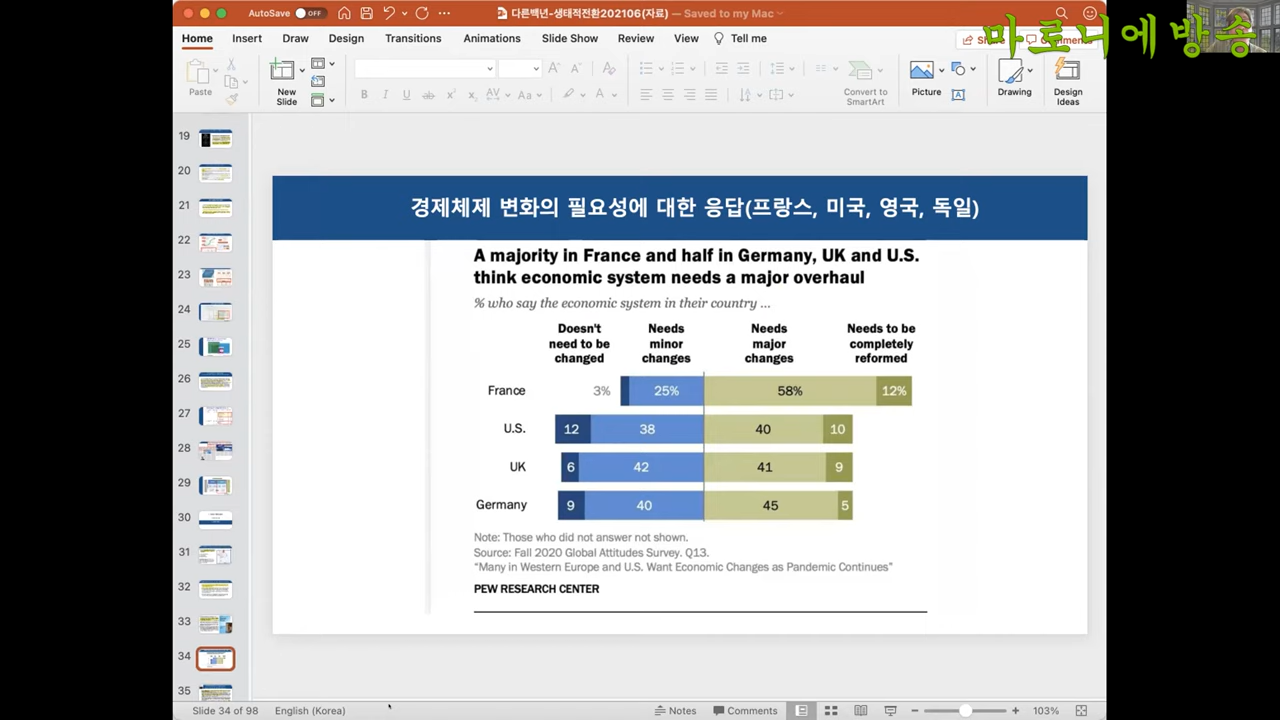 AutoSave OFF
다른백년-생태적전환202106(자료) — Saved to my Mac
마로니에방송
Home Insert Draw Design Transitions Animations Slide Show Review View Tell me
Comments
Paste
New
Slide
Convert to
SmartArt
Picture
Drawing
Design
Ideas
19
20
21
22
23
24
25
26
27
28
29
30
31
32
33
34
35
경제체제 변화의 필요성에 대한 응답(프랑스, 미국, 영국, 독일)
A majority in France and half in Germany, UK and U.S.
think economic system needs a major overhaul
% who say the economic system in their country ...
Doesn't
need to be
changed
Needs
minor
changes
Needs
major
changes
Needs to be
completely
reformed
France 3% 25% 58% 12%
U.S. 12 38 40 10
UK 6 42 41 9
Germany 9 40 45 5
Note: Those who did not answer not shown.
Source: Fall 2020 Global Attitudes Survey. Q13.
“Many in Western Europe and U.S. Want Economic Changes as Pandemic Continues”
PEW RESEARCH CENTER
Slide 34 of 98 English (Korea) Notes Comments 103%